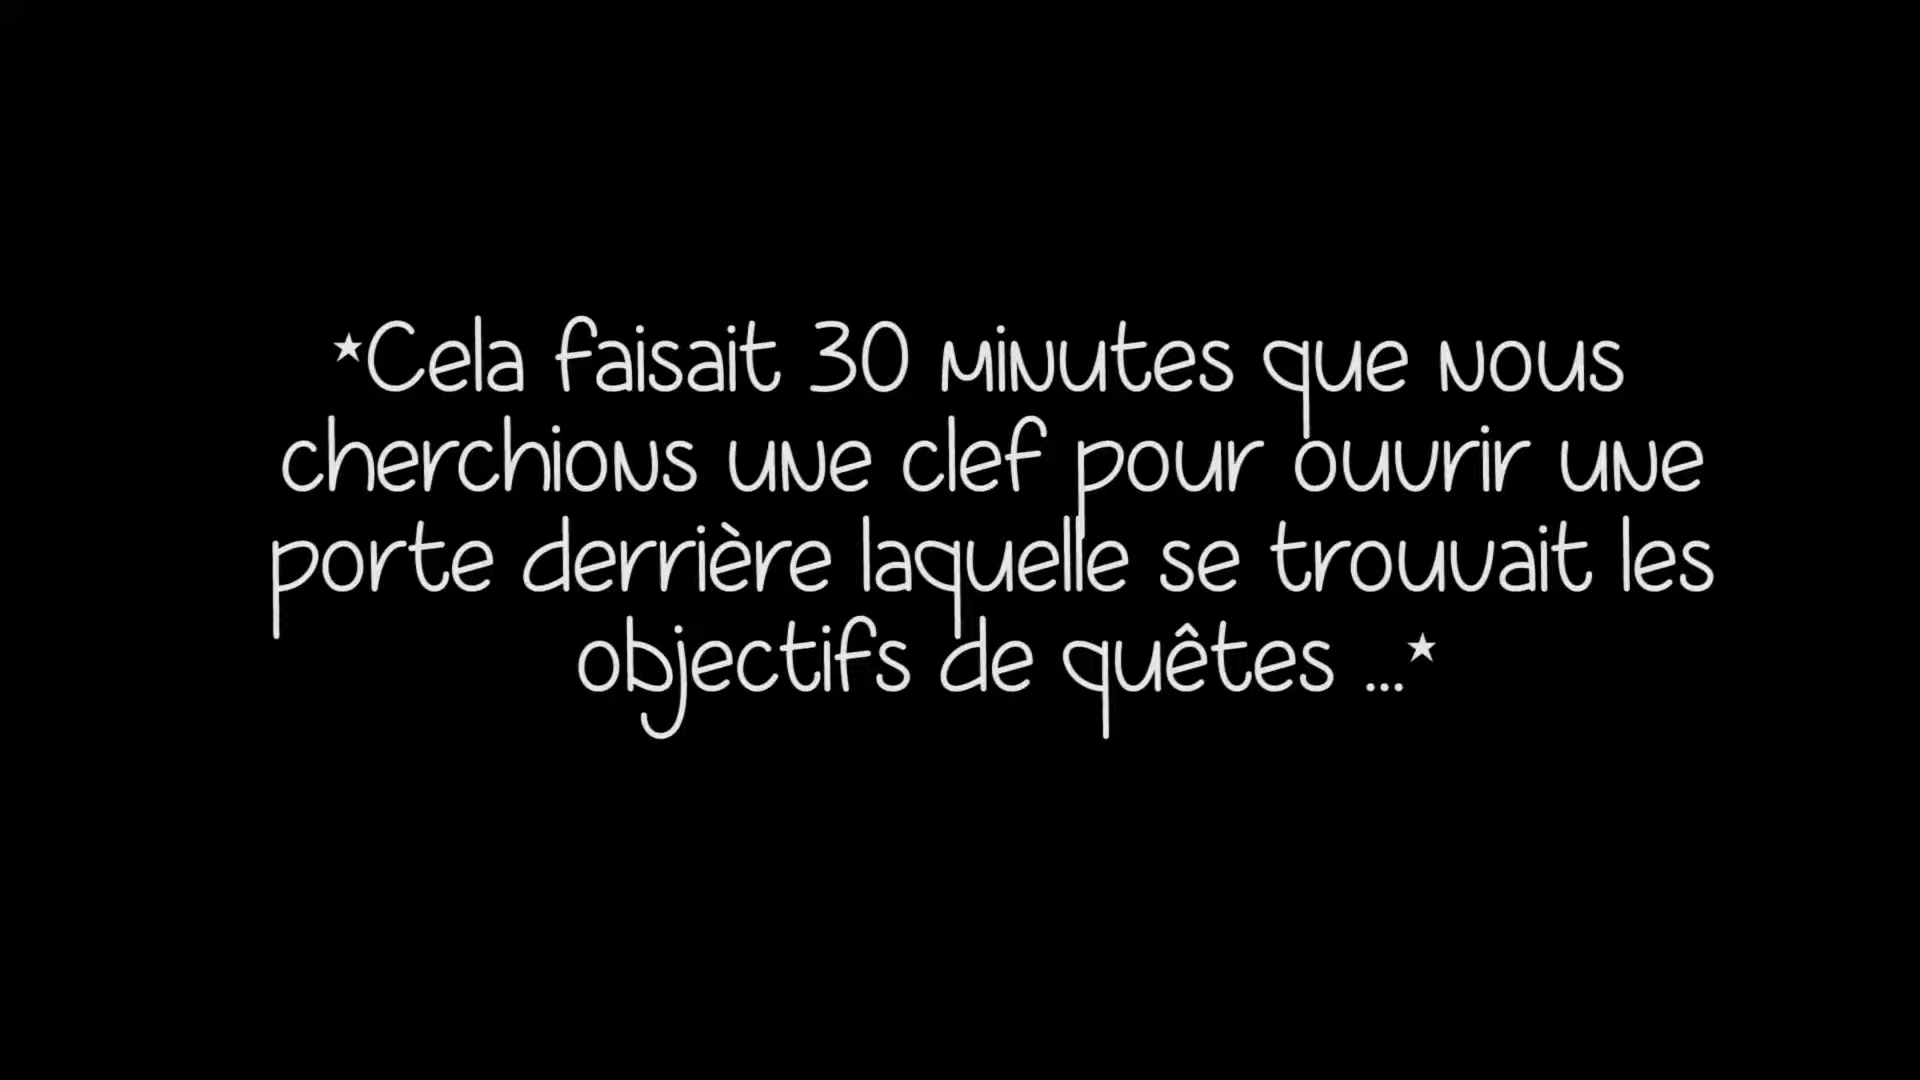 *Cela faisait 30 minutes que nous
cherchions une clef pour ouvrir une
porte derrière laquelle se trouvait les
objectifs de quêtes ...*